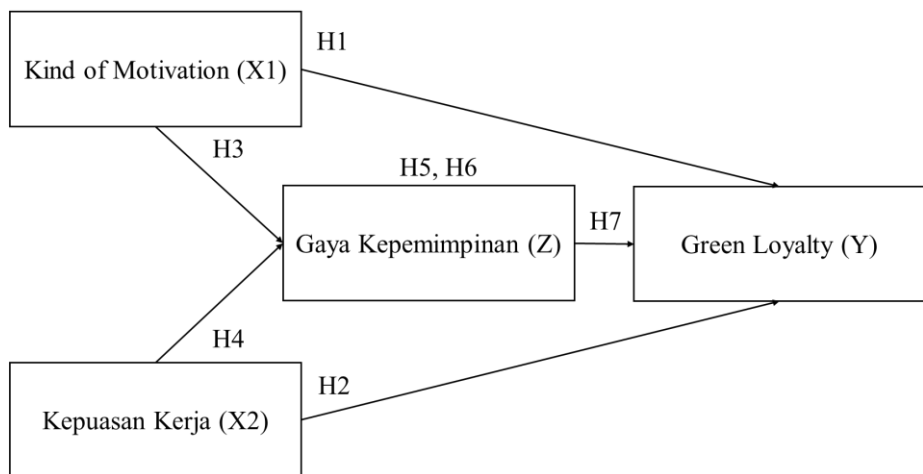 H1
Kind of Motivation (X1)
H3
H5, H6
H7
Gaya Kepemimpinan (Z)
Green Loyalty (Y)
H4
H2
Kepuasan Kerja (X2)